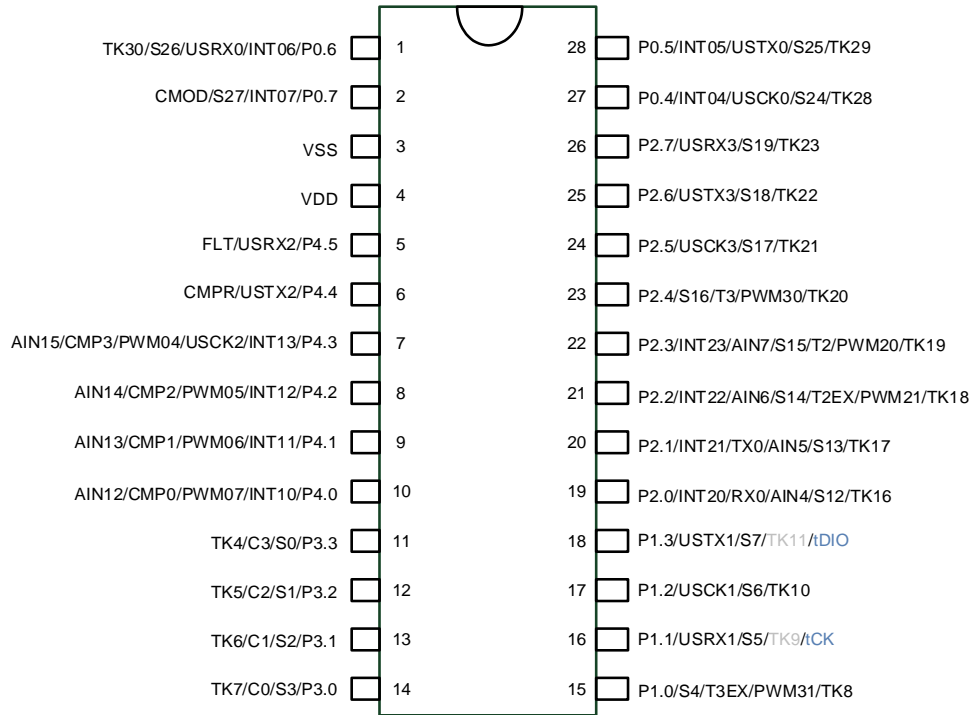 TK30/S26/USRX0/INT06/P0.6 1 28 P0.5/INT05/USTX0/S25/TK29
CMOD/S27/INT07/P0.7 2 27 P0.4/INT04/USCK0/S24/TK28
VSS 3 26 P2.7/USRX3/S19/TK23
VDD 4 25 P2.6/USTX3/S18/TK22
FLT/USRX2/P4.5 5 24 P2.5/USCK3/S17/TK21
CMPR/USTX2/P4.4 6 23 P2.4/S16/T3/PWM30/TK20
AIN15/CMP3/PWM04/USCK2/INT13/P4.3 7 22 P2.3/INT23/AIN7/S15/T2/PWM20/TK19
AIN14/CMP2/PWM05/INT12/P4.2 8 21 P2.2/INT22/AIN6/S14/T2EX/PWM21/TK18
AIN13/CMP1/PWM06/INT11/P4.1 9 20 P2.1/INT21/TX0/AIN5/S13/TK17
AIN12/CMP0/PWM07/INT10/P4.0 10 19 P2.0/INT20/RX0/AIN4/S12/TK16
TK4/C3/S0/P3.3 11 18 P1.3/USTX1/S7/TK11/tDIO
TK5/C2/S1/P3.2 12 17 P1.2/USCK1/S6/TK10
TK6/C1/S2/P3.1 13 16 P1.1/USRX1/S5/TK9/tCK
TK7/C0/S3/P3.0 14 15 P1.0/S4/T3EX/PWM31/TK8